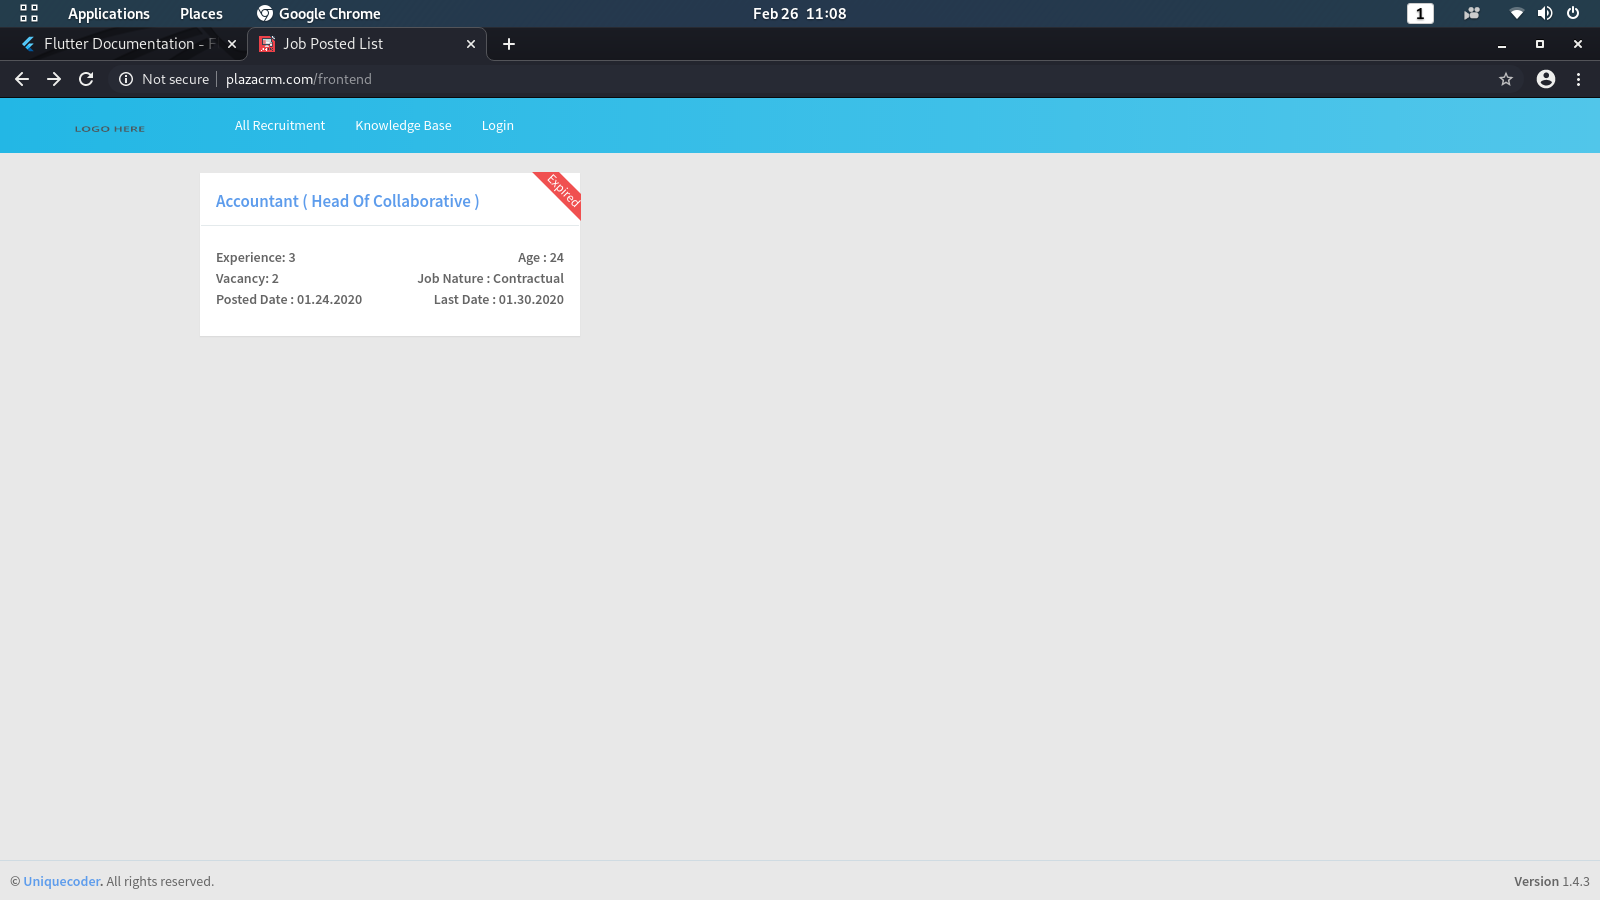 Applications Places Google Chrome Feb 26 11:08 1
Flutter Documentation - F Job Posted List
Not secure plazacrm.com/frontend
LOGO HERE All Recruitment Knowledge Base Login
Expired
Accountant ( Head Of Collaborative )
Experience: 3 Age : 24
Vacancy: 2 Job Nature : Contractual
Posted Date : 01.24.2020 Last Date : 01.30.2020
© Uniquecoder. All rights reserved. Version 1.4.3